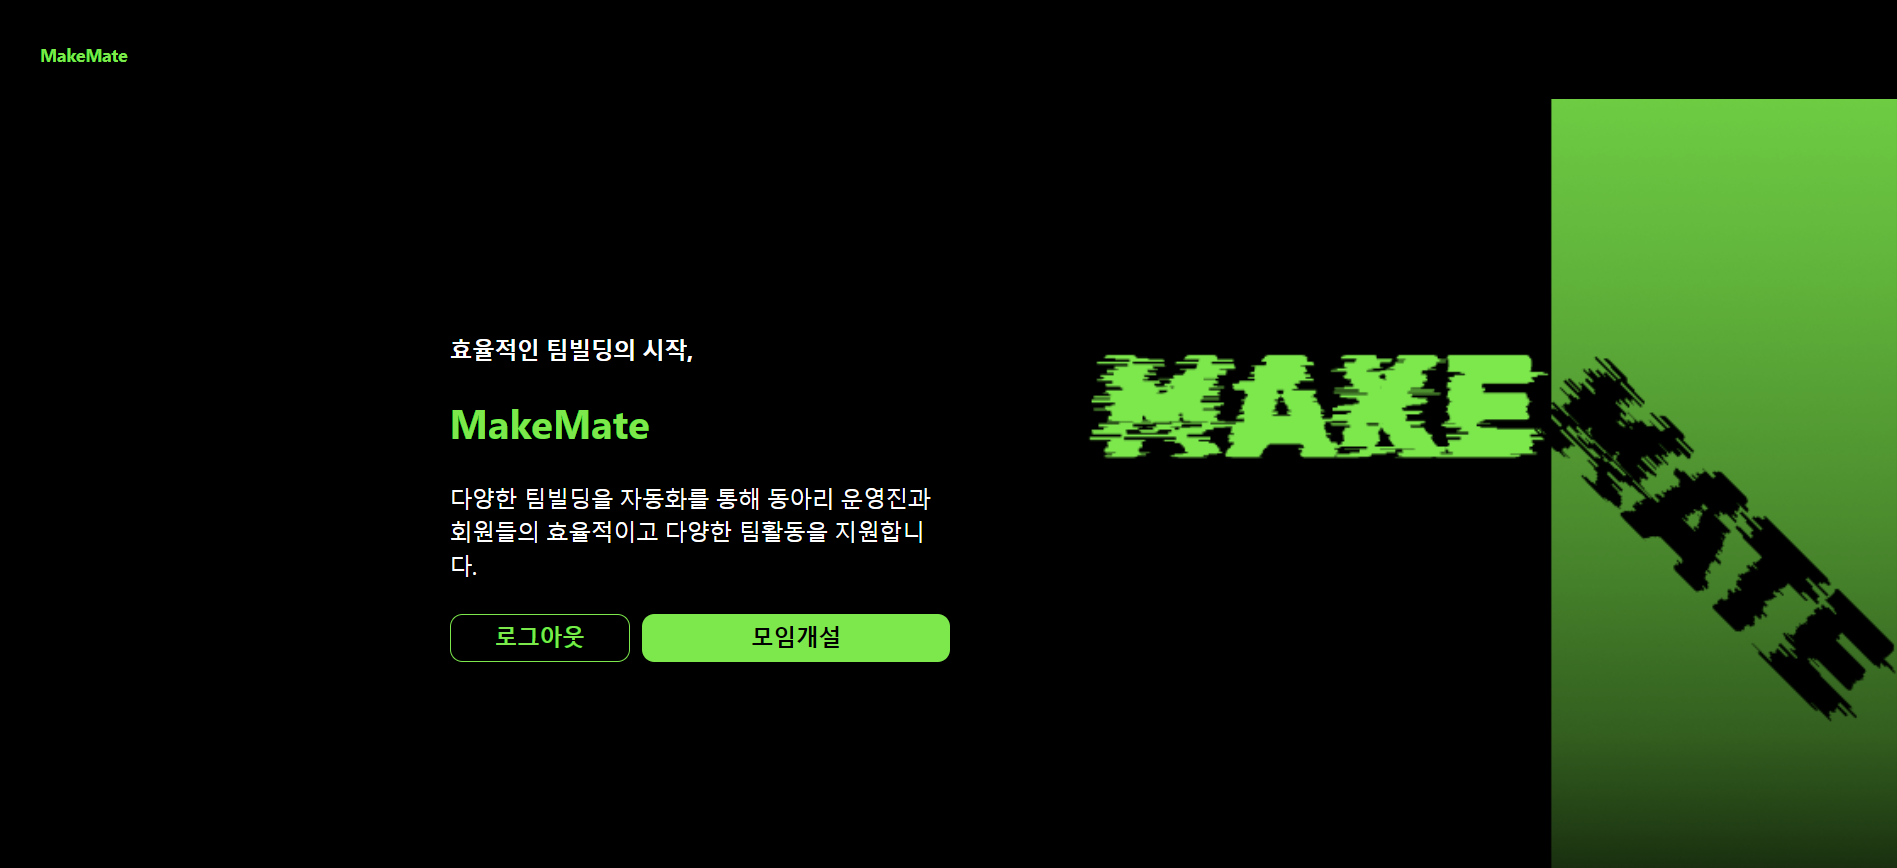 MakeMate
효율적인 팀빌딩의 시작,
MakeMate
다양한 팀빌딩을 자동화를 통해 동아리 운영진과
회원들의 효율적이고 다양한 팀활동을 지원합니
다.
로그아웃
모임개설
MAKE
MATE